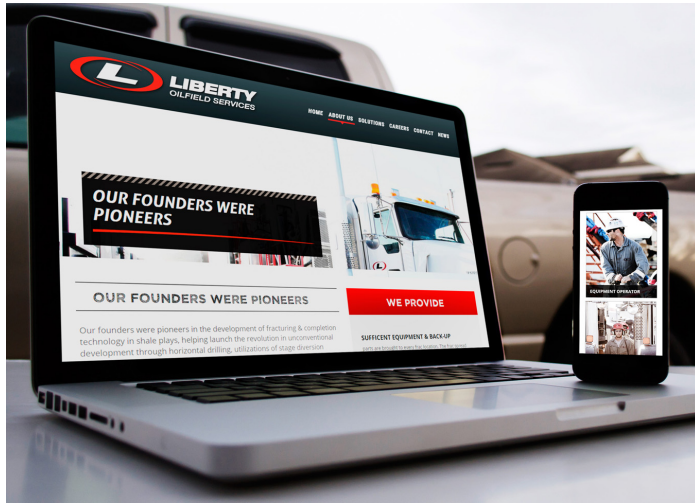 LIBERTY
OILFIELD SERVICES
HOME ABOUT US SOLUTIONS CAREERS CONTACT NEWS
OUR FOUNDERS WERE
PIONEERS
OUR FOUNDERS WERE PIONEERS
Our founders were pioneers in the development of fracturing & completion
technology in shale plays, helping launch the revolution in unconventional
development through horizontal drilling, utilizations of stage diversion
WE PROVIDE
SUFFICENT EQUIPMENT & BACK-UP
EQUIPMENT OPERATOR